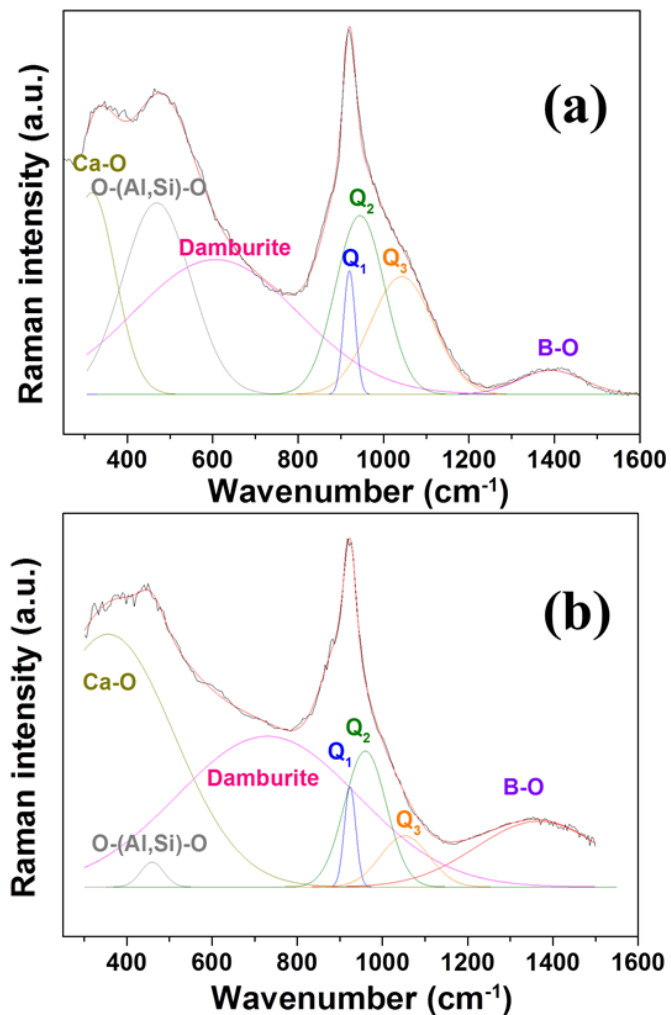 (a)
Raman intensity (a.u.)
Ca-O
O-(Al,Si)-O
Damburite
Q1
Q2
Q3
B-O
400 600 800 1000 1200 1400 1600
Wavenumber (cm-1)
(b)
Raman intensity (a.u.)
Ca-O
O-(Al,Si)-O
Damburite
Q1
Q2
Q3
B-O
400 600 800 1000 1200 1400 1600
Wavenumber (cm-1)